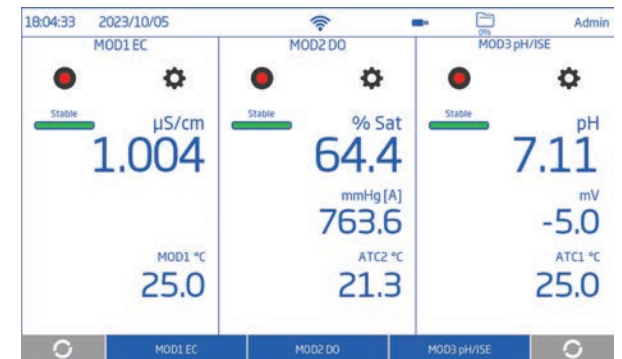 18:04:33 2023/10/05 0% Admin
MOD1 EC MOD2 DO MOD3 pH/ISE
Stable Stable Stable
µS/cm % Sat pH
1.004 64.4 7.11
mmHg [A] mV
763.6 -5.0
MOD1 °C ATC2 °C ATC1 °C
25.0 21.3 25.0
MOD1 EC MOD2 DO MOD3 pH/ISE